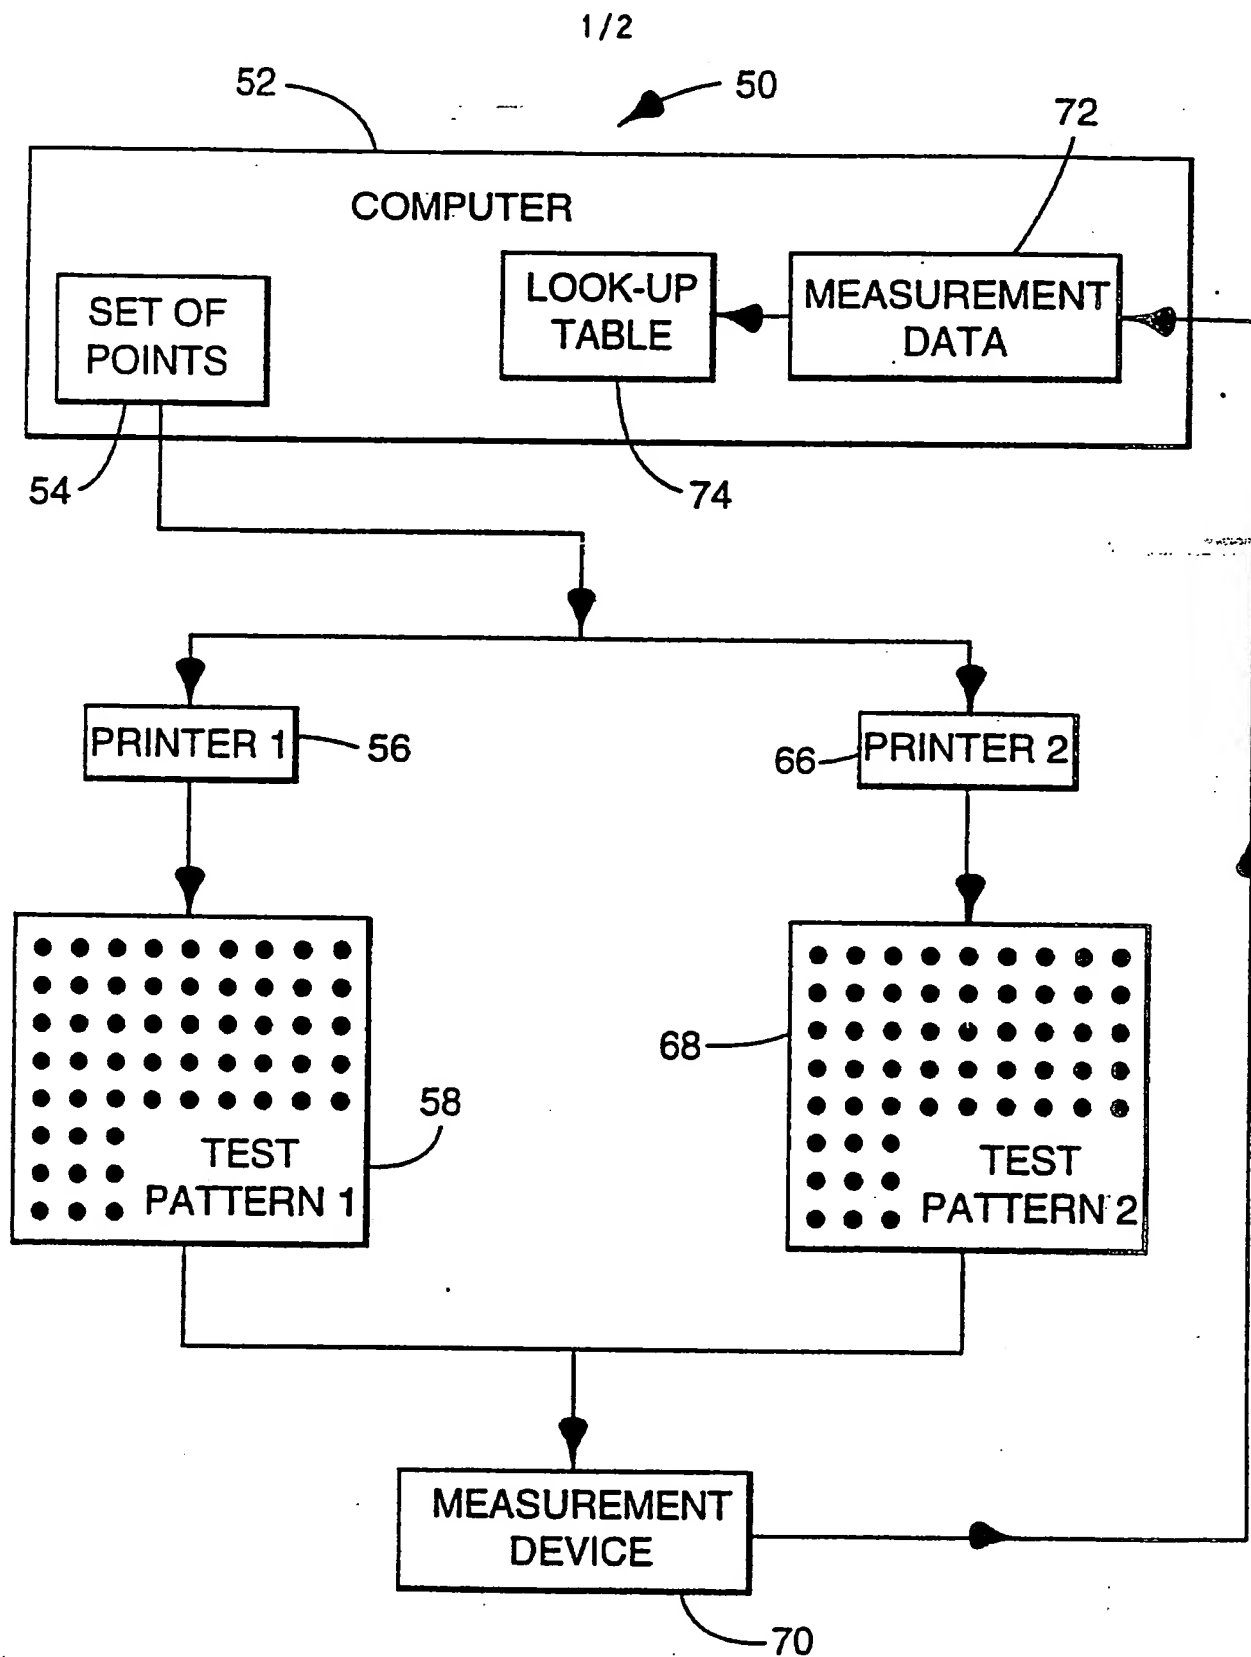 1/2
52
50
72
COMPUTER
SET OF
POINTS
LOOK-UP
TABLE
MEASUREMENT
DATA
54
74
PRINTER 1
56
66
PRINTER 2
68
58
TEST
PATTERN 1
TEST
PATTERN 2
MEASUREMENT
DEVICE
70